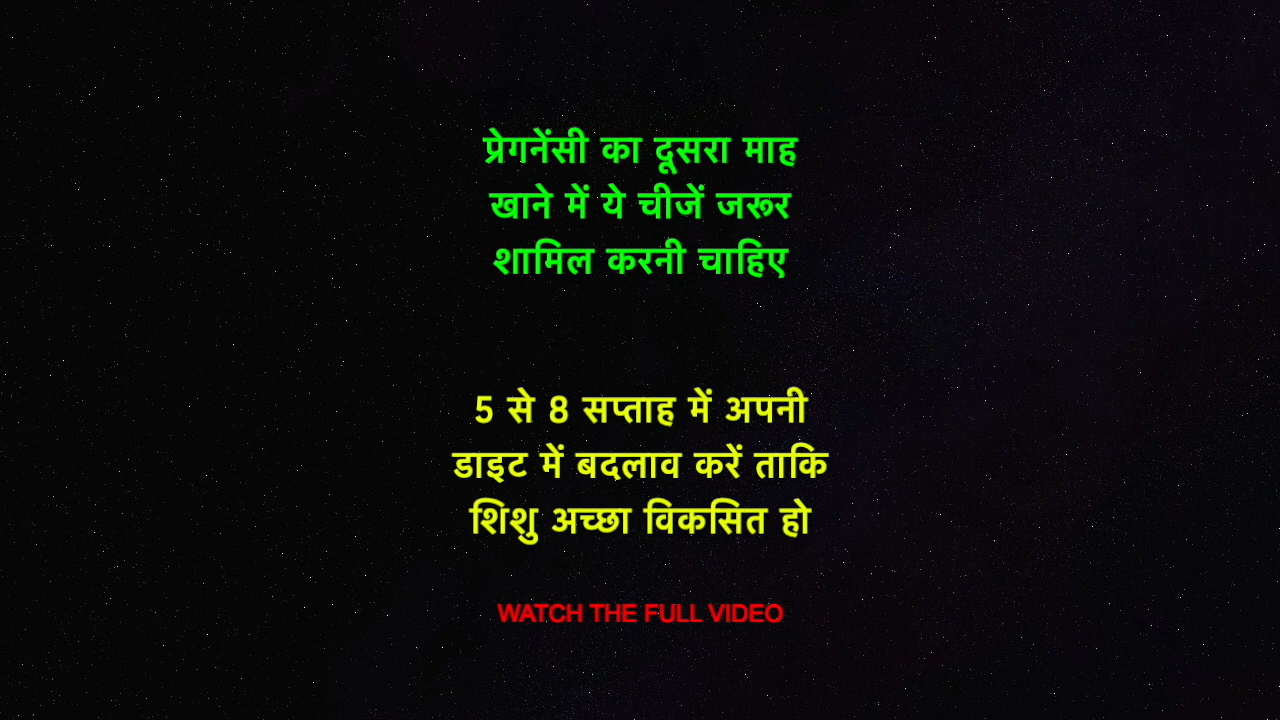 प्रेगनेंसी का दूसरा माह
खाने में ये चीजें जरूर
शामिल करनी चाहिए
5 से 8 सप्ताह में अपनी
डाइट में बदलाव करें ताकि
शिशु अच्छा विकसित हो
WATCH THE FULL VIDEO